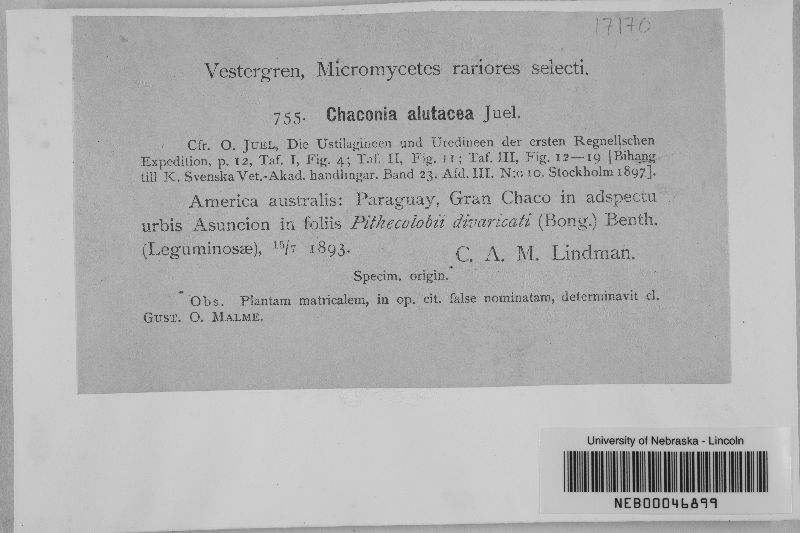 17170
Vestergren, Micromycetes rariores selecti.
755. Chaconia alutacea Juel.
Cfr. O. JUEL, Die Ustilagineen und Uredineen der ersten Regnellschen
Expedition, p. 12, Taf. I, Fig. 4; Taf. II, Fig. 11; Taf. III, Fig. 12—19 [Bihang
till K. Svenska Vet.-Akad. handlingar. Band 23. Afd. III. N:o 10. Stockholm 1897].
America australis: Paraguay, Gran Chaco in adspectu
urbis Asuncion in foliis Pithecolobii divaricati (Bong.) Benth.
(Leguminosæ), 15/7 1893. C. A. M. Lindman.
Specim. origin.
Obs. Plantam matricalem, in op. cit. false nominatam, determinavit cl.
GUST. O. MALME.
University of Nebraska - Lincoln
NEB00046899